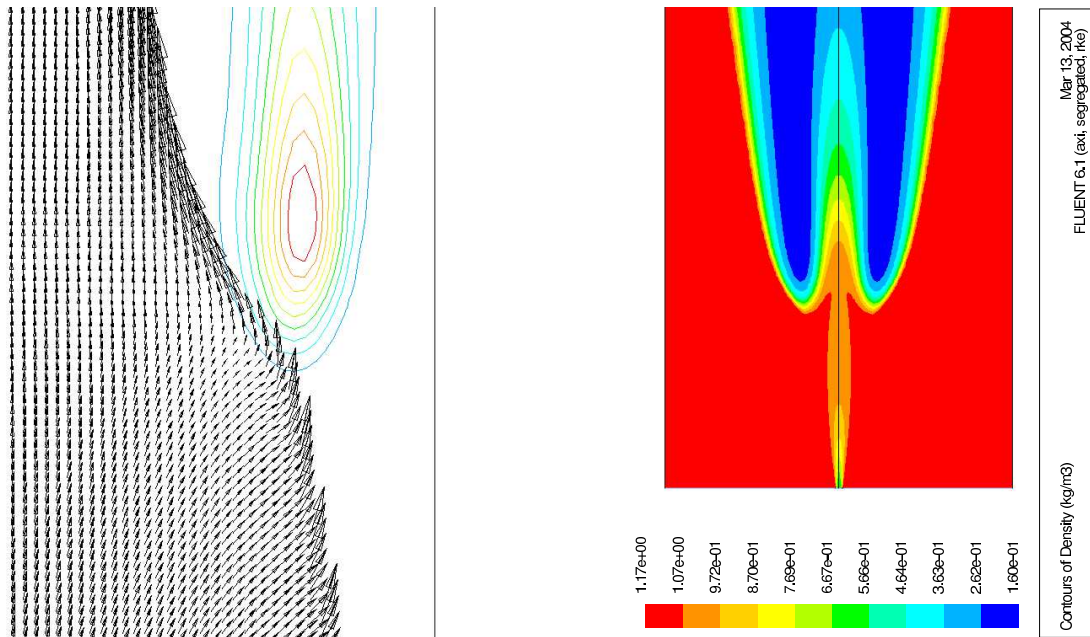 1.17e+00
1.07e+00
9.72e-01
8.70e-01
7.69e-01
6.67e-01
5.66e-01
4.64e-01
3.63e-01
2.62e-01
1.60e-01
Contours of Density (kg/m3)
Mar 13, 2004
FLUENT 6.1 (axi, segregated, rke)